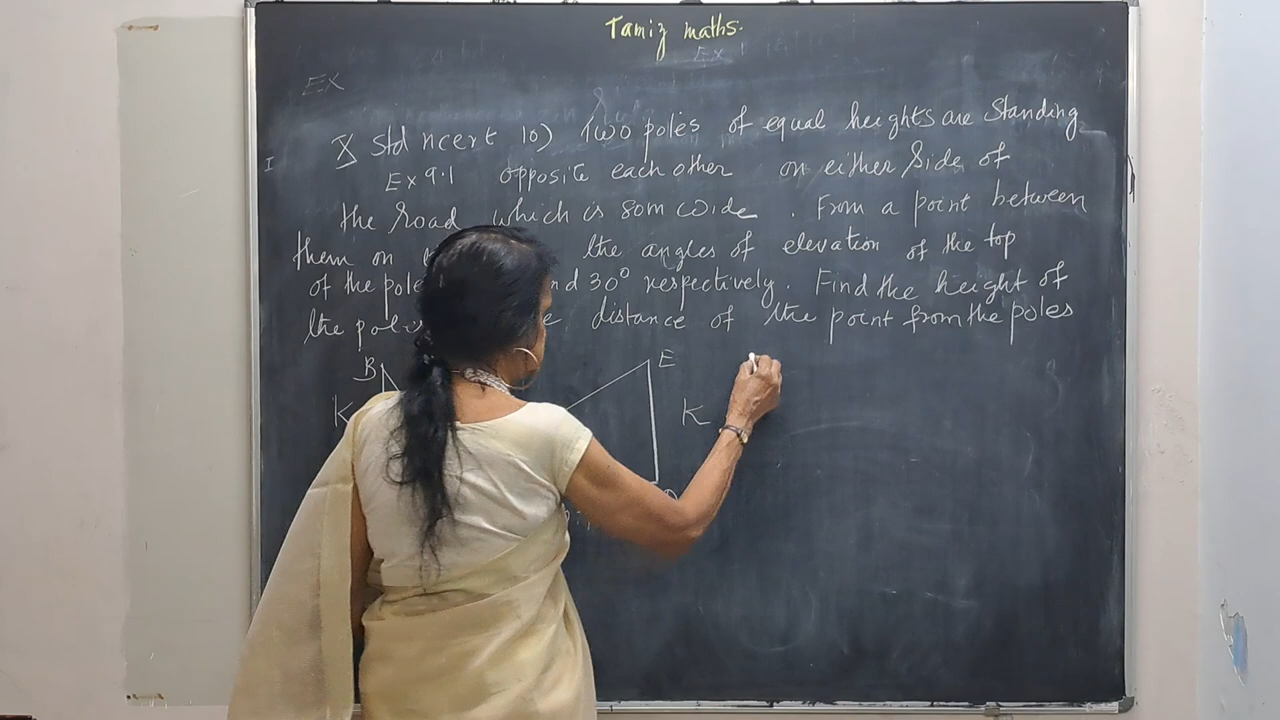 Tamiz maths.
Ex 1
EX
X std ncert 10) Two poles of equal heights are standing
Ex 9.1 opposite each other on either side of
I
the road which is 80m wide . From a point between
them on the angles of elevation of the top
of the pole nd 30° respectively. Find the height of
the poles e distance of the point from the poles
B E
K K
D